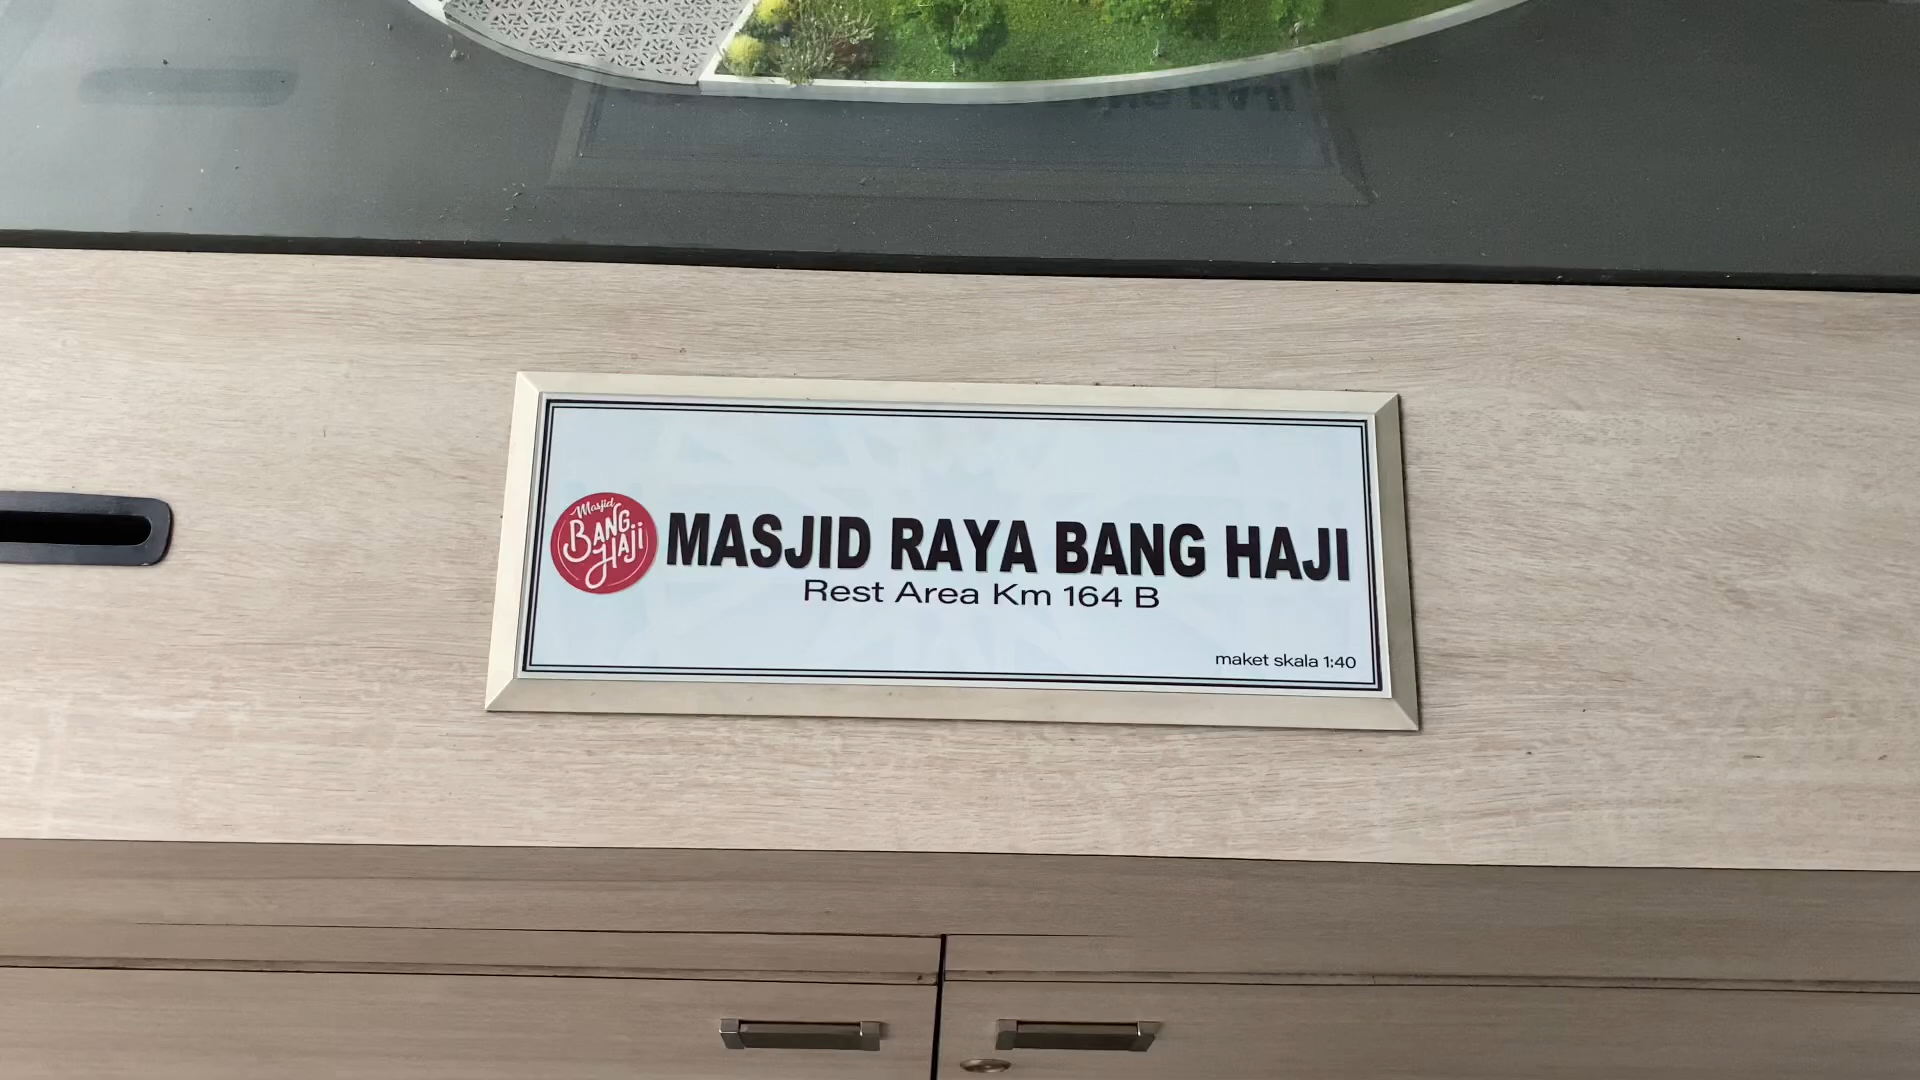 Masjid
BANG
HAJi
MASJID RAYA BANG HAJI
Rest Area Km 164 B
maket skala 1:40